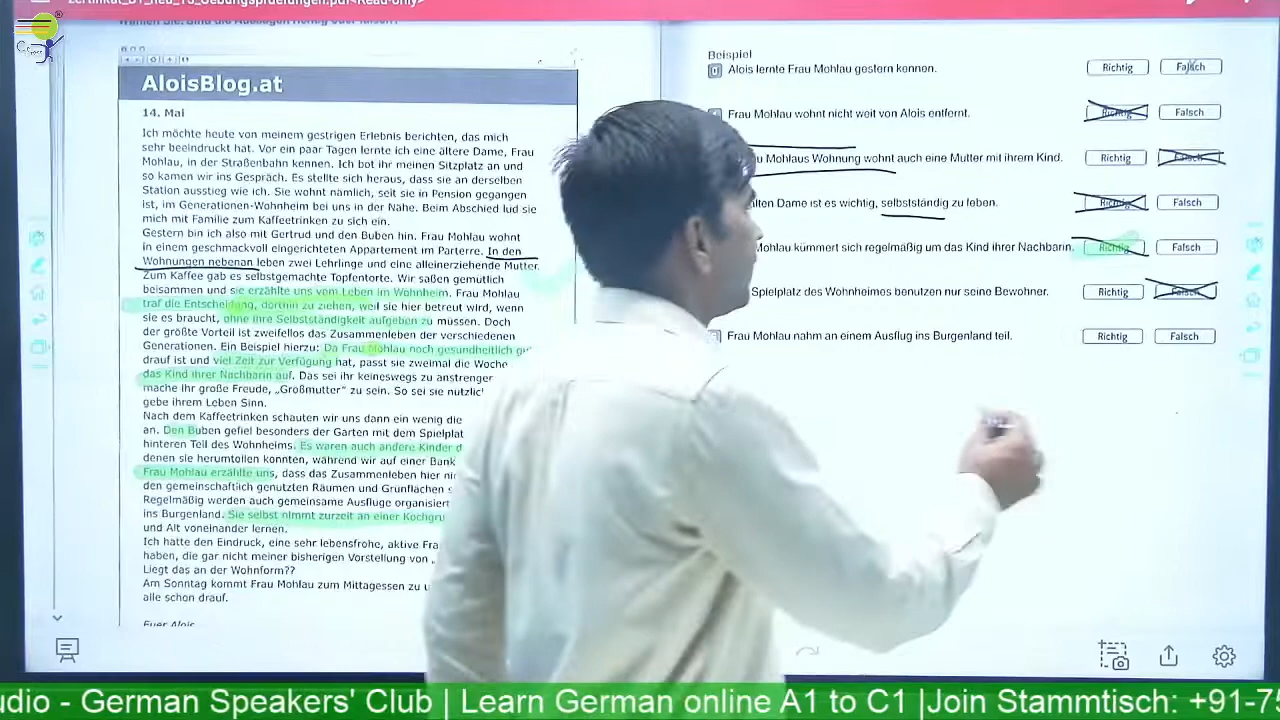 AloisBlog.at
14. Mai
Ich möchte heute von meinem gestrigen Erlebnis berichten, das mich
sehr beeindruckt hat. Vor ein paar Tagen lernte ich eine ältere Dame, Frau
Mohlau, in der Straßenbahn kennen. Ich bot ihr meinen Sitzplatz an und
so kamen wir ins Gespräch. Es stellte sich heraus, dass sie an derselben
Station ausstieg wie ich. Sie wohnt nämlich, seit sie in Pension gegangen
ist, im Generationen-Wohnheim bei uns in der Nähe. Beim Abschied lud sie
mich mit Familie zum Kaffeetrinken zu sich ein.
Gestern bin ich also mit Gertrud und den Buben hin. Frau Mohlau wohnt
in einem geschmackvoll eingerichteten Appartement im Parterre. In den
Wohnungen nebenan leben zwei Lehrlinge und eine alleinerziehende Mutter.
Zum Kaffee gab es selbstgemachte Topfentorte. Wir saßen gemütlich
beisammen und sie erzählte uns vom Leben im Wohnheim. Frau Mohlau
traf die Entscheidung, dorthin zu ziehen, weil sie hier betreut wird, wenn
sie es braucht, ohne ihre Selbstständigkeit aufgeben zu müssen. Doch
der größte Vorteil ist zweifellos das Zusammenleben der verschiedenen
Generationen. Ein Beispiel hierzu: Da Frau Mohlau noch gesundheitlich gut
drauf ist und viel Zeit zur Verfügung hat, passt sie zweimal die Woche
das Kind ihrer Nachbarin auf. Das sei ihr keineswegs zu anstrengen
mache ihr große Freude, „Großmutter“ zu sein. So sei sie nützlic
gebe ihrem Leben Sinn.
Nach dem Kaffeetrinken schauten wir uns dann ein wenig die
an. Den Buben gefiel besonders der Garten mit dem Spielplat
hinteren Teil des Wohnheims. Es waren auch andere Kinder d
denen sie herumtollen konnten, während wir auf einer Bank
Frau Mohlau erzählte uns, dass das Zusammenleben hier ni
den gemeinschaftlich genutzten Räumen und Grünflächen s
Regelmäßig werden auch gemeinsame Ausflüge organisiert
ins Burgenland. Sie selbst nimmt zurzeit an einer Kochgru
und Alt voneinander lernen.
Ich hatte den Eindruck, eine sehr lebensfrohe, aktive Fra
haben, die gar nicht meiner bisherigen Vorstellung von „
Liegt das an der Wohnform??
Am Sonntag kommt Frau Mohlau zum Mittagessen zu u
alle schon drauf.
Euer Alois
Beispiel
0 Alois lernte Frau Mohlau gestern kennen. Richtig Falsch
Frau Mohlau wohnt nicht weit von Alois entfernt. Richtig Falsch
u Mohlaus Wohnung wohnt auch eine Mutter mit ihrem Kind. Richtig Falsch
lten Dame ist es wichtig, selbstständig zu leben. Richtig Falsch
Mohlau kümmert sich regelmäßig um das Kind ihrer Nachbarin. Richtig Falsch
Spielplatz des Wohnheimes benutzen nur seine Bewohner. Richtig Falsch
Frau Mohlau nahm an einem Ausflug ins Burgenland teil. Richtig Falsch
udio - German Speakers' Club | Learn German online A1 to C1 |Join Stammtisch: +91-75